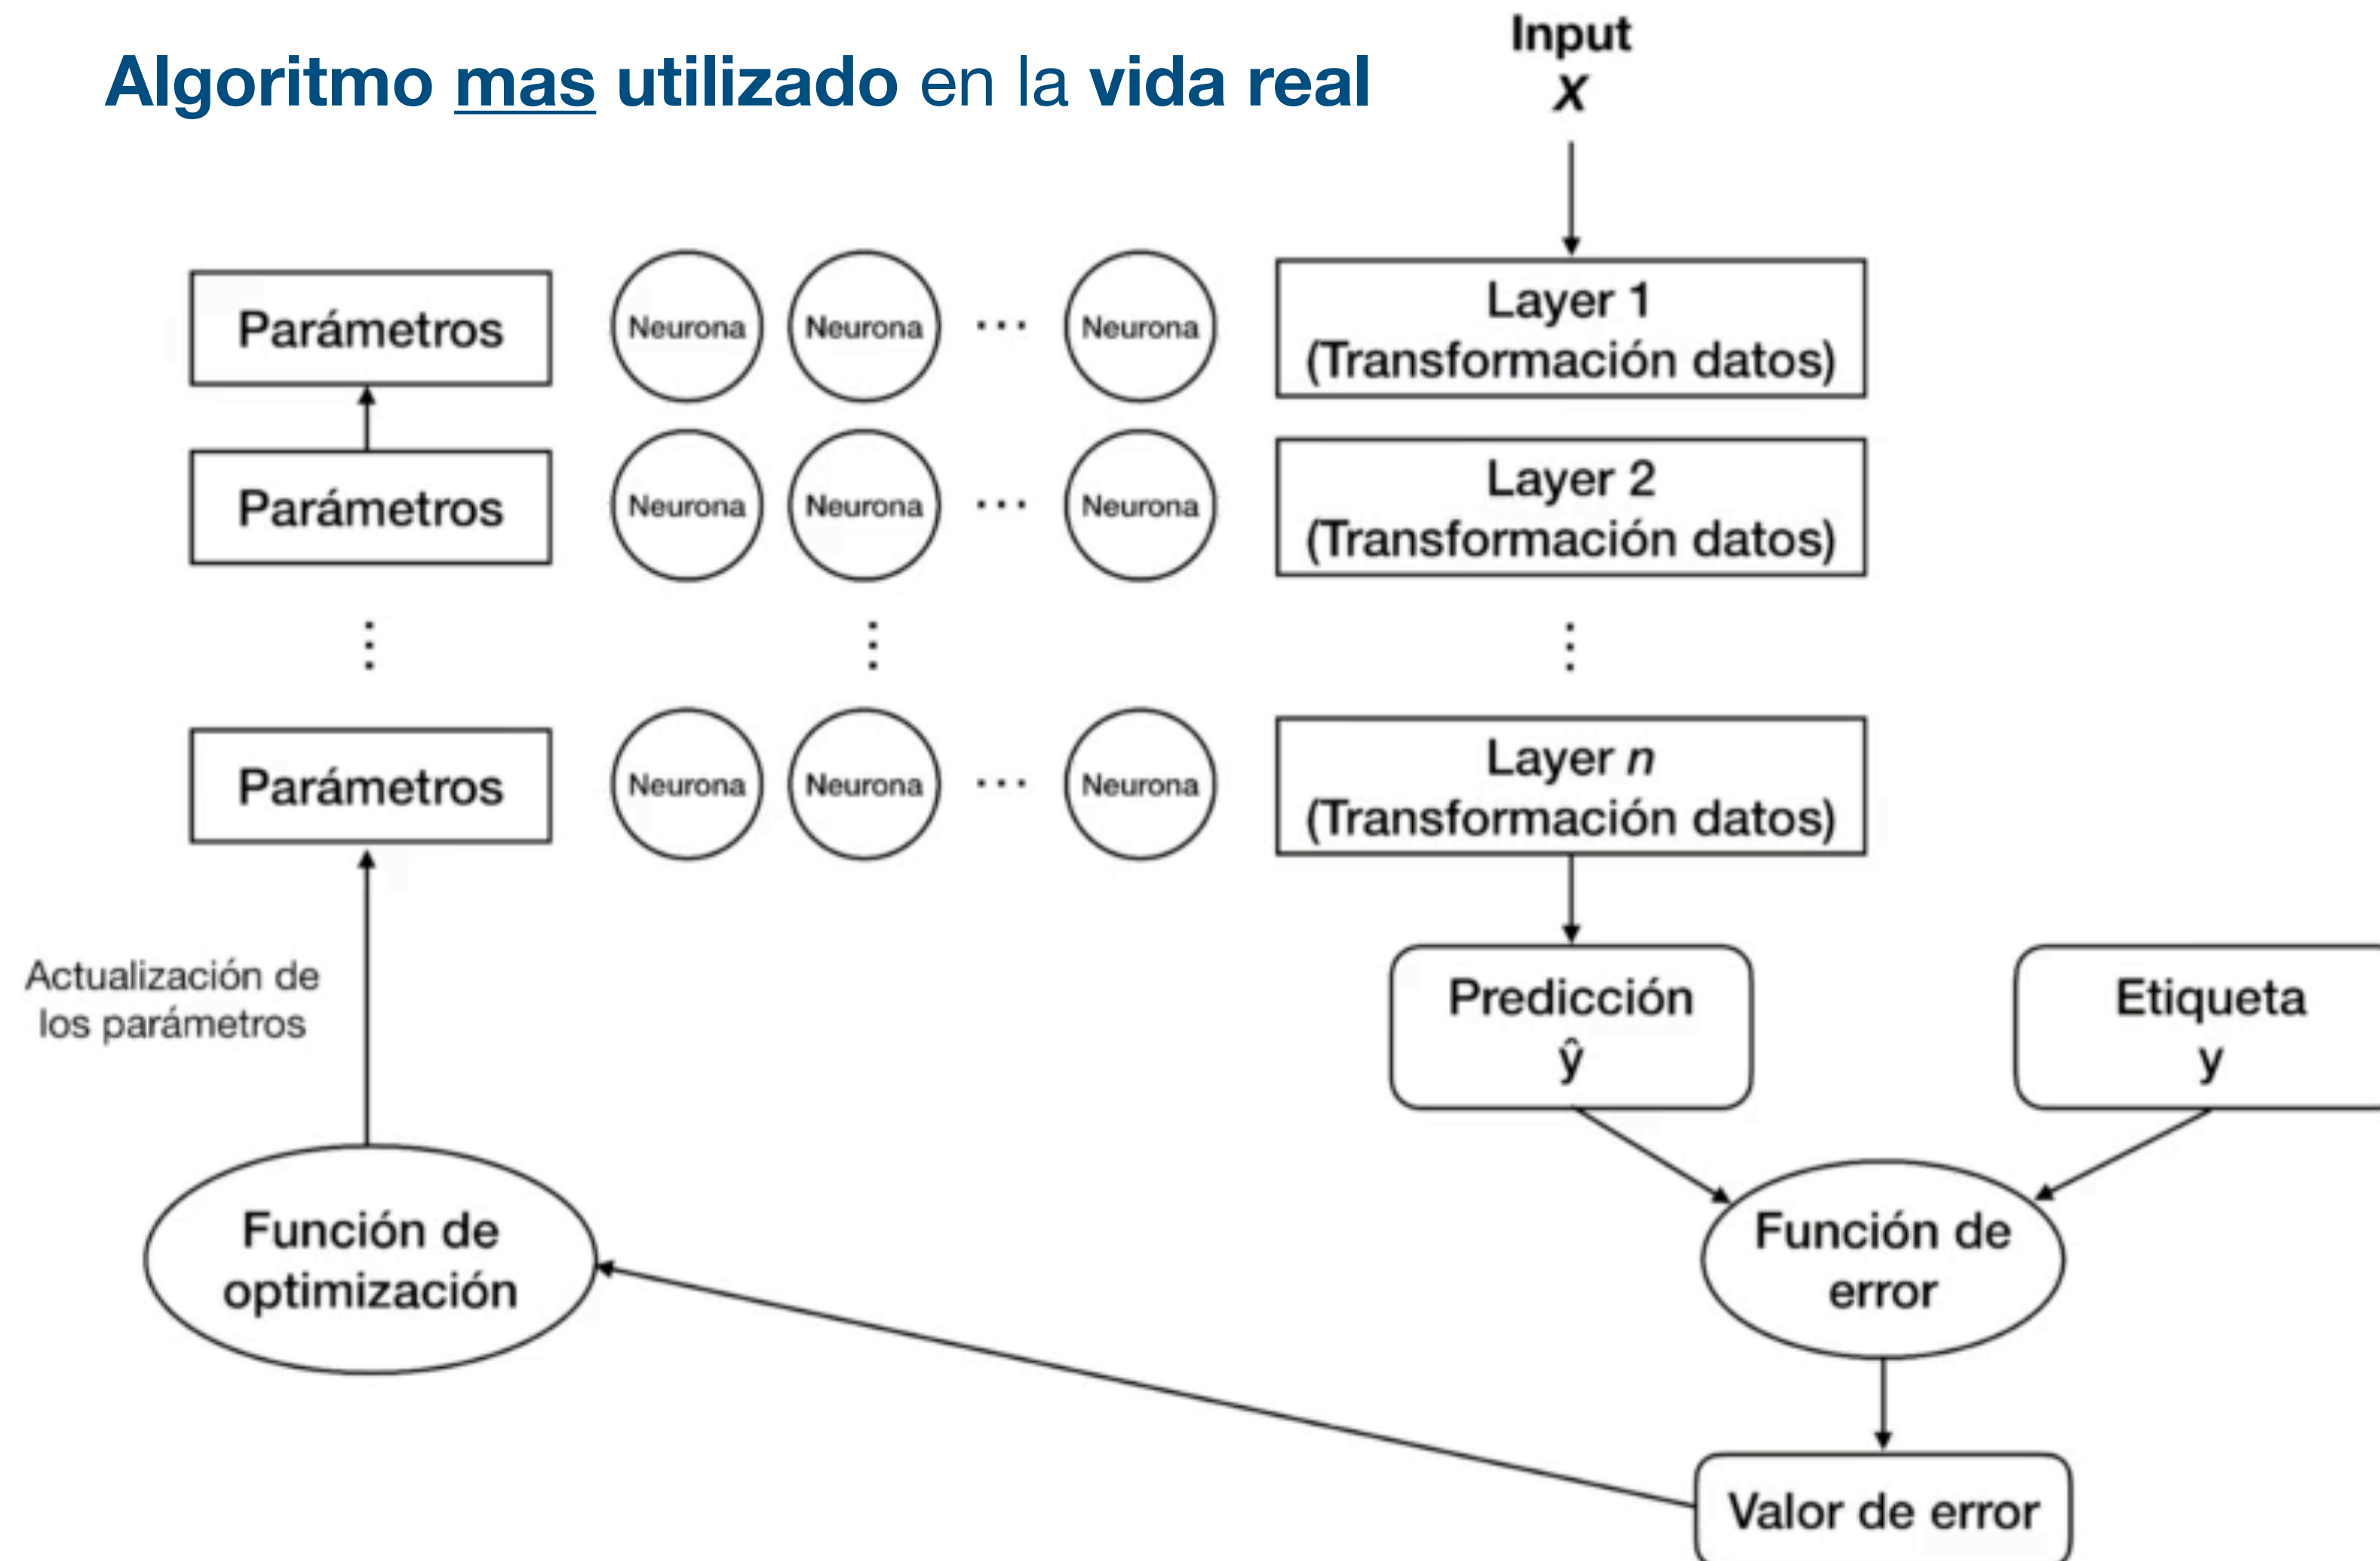 Algoritmo mas utilizado en la vida real
Input
X
Parámetros
Neurona
Neurona
...
Neurona
Layer 1
(Transformación datos)
Parámetros
Neurona
Neurona
...
Neurona
Layer 2
(Transformación datos)
Parámetros
Neurona
Neurona
...
Neurona
Layer n
(Transformación datos)
Actualización de
los parámetros
Predicción
ŷ
Etiqueta
y
Función de
optimización
Función de
error
Valor de error